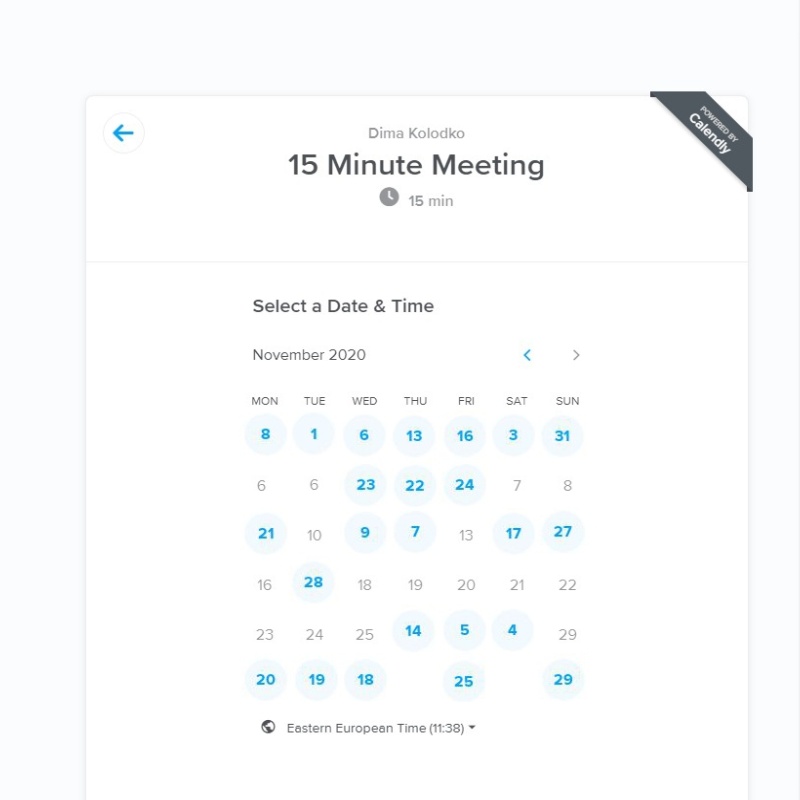 POWERED BY
Calendly
Dima Kolodko
15 Minute Meeting
15 min
Select a Date & Time
November 2020
MON TUE WED THU FRI SAT SUN
8 1 6 13 16 3 31
6 6 23 22 24 7 8
21 10 9 7 13 17 27
16 28 18 19 20 21 22
23 24 25 14 5 4 29
20 19 18 25 29
Eastern European Time (11:38)